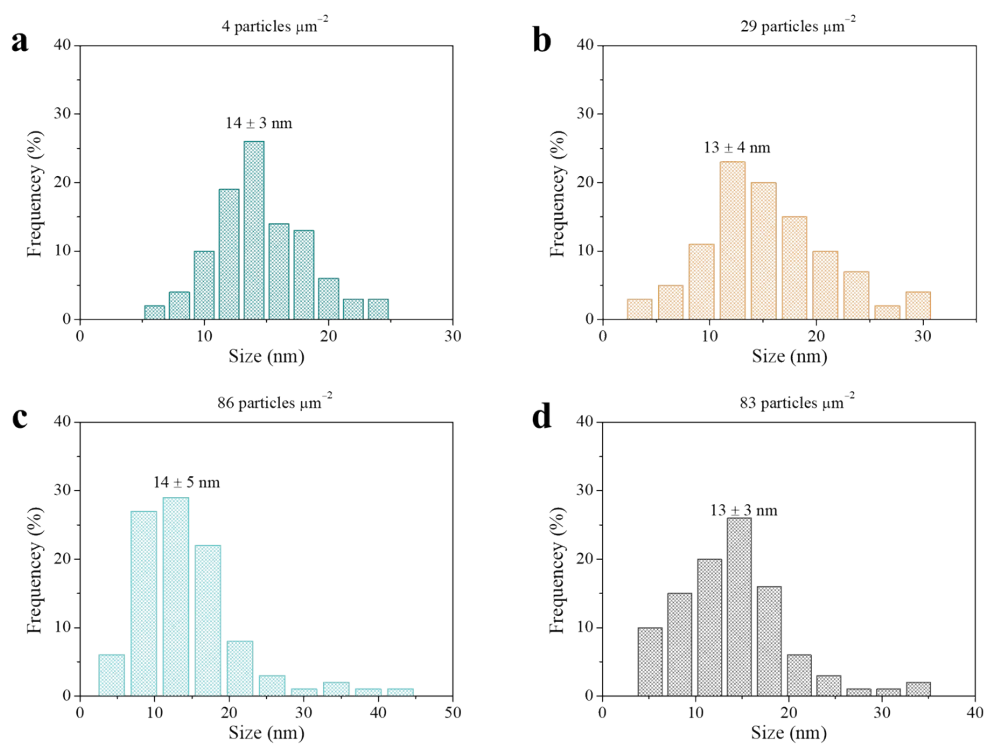 a
4 particles µm⁻²
14 ± 3 nm
Frequencey (%)
40
30
20
10
0
0 10 20 30
Size (nm)
b
29 particles µm⁻²
13 ± 4 nm
Frequencey (%)
40
30
20
10
0
0 10 20 30
Size (nm)
c
86 particles µm⁻²
14 ± 5 nm
Frequencey (%)
40
30
20
10
0
0 10 20 30 40 50
Size (nm)
d
83 particles µm⁻²
13 ± 3 nm
Frequencey (%)
40
30
20
10
0
0 10 20 30 40
Size (nm)